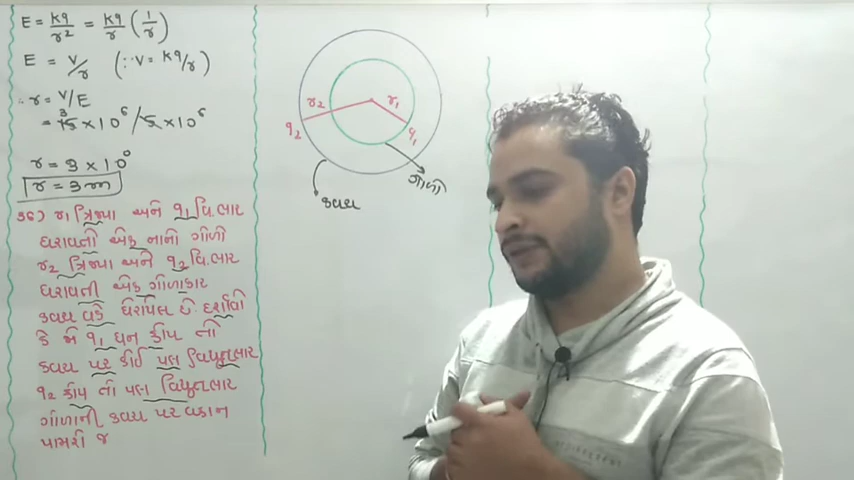 E = kq/r² = kq/r (1/r)
E = V/r (∵ V = kq/r)
∴ r = V/E
= 15 3 × 10⁶ / 5 × 10⁶
r = 3 × 10⁰
r = 3m
36) r₁ ત્રિજ્યા અને q₁ વિ.ભાર
ધરાવતી એક નાનો ગોળો
r₂ ત્રિજ્યા અને q₂ વિ.ભાર
ધરાવતી એક ગોળાકાર
કવચ વડે ઘેરાયેલ છે. દર્શાવો
કે જો q₁ ધન હોય તો
કવચ પર કોઈ પણ વિદ્યુતભાર
q₂ હોય તો પણ વિદ્યુતભાર
ગોળાની કવચ પર વહન
પામશે જ
r₂ r₁
q₂ q₁
ગોળો
કવચ